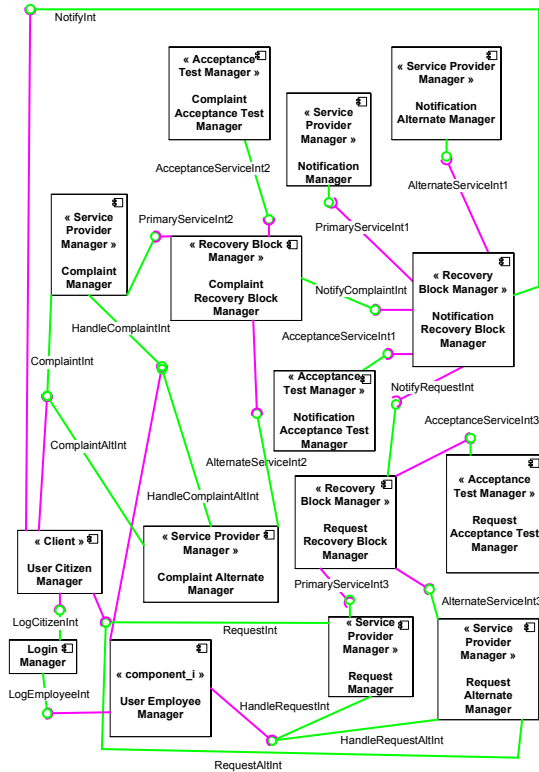 NotifyInt
« Acceptance
Test Manager »
Complaint
Acceptance Test
Manager
« Service
Provider
Manager »
Notification
Manager
« Service Provider
Manager »
Notification
Alternate Manager
AcceptanceServiceInt2
AlternateServiceInt1
« Service
Provider
Manager »
Complaint
Manager
PrimaryServiceInt2
PrimaryServiceInt1
« Recovery Block
Manager »
Complaint
Recovery Block
Manager
« Recovery
Block Manager »
Notification
Recovery Block
Manager
NotifyComplaintInt
HandleComplaintInt
AcceptanceServiceInt1
ComplaintInt
NotifyRequestInt
« Acceptance
Test Manager »
Notification
Acceptance Test
Manager
AcceptanceServiceInt3
ComplaintAltInt
AlternateServiceInt2
« Recovery
Block Manager »
Request
Recovery Block
Manager
« Acceptance
Test Manager »
Request
Acceptance Test
Manager
HandleComplaintAltInt
« Client »
User Citizen
Manager
« Service Provider
Manager »
Complaint Alternate
Manager
PrimaryServiceInt3
AlternateServiceInt3
LogCitizenInt
RequestInt
Login
Manager
« Service
Provider
Manager »
Request
Manager
« Service
Provider
Manager »
Request
Alternate
Manager
« component_i »
User Employee
Manager
LogEmployeeInt
HandleRequestInt
HandleRequestAltInt
RequestAltInt